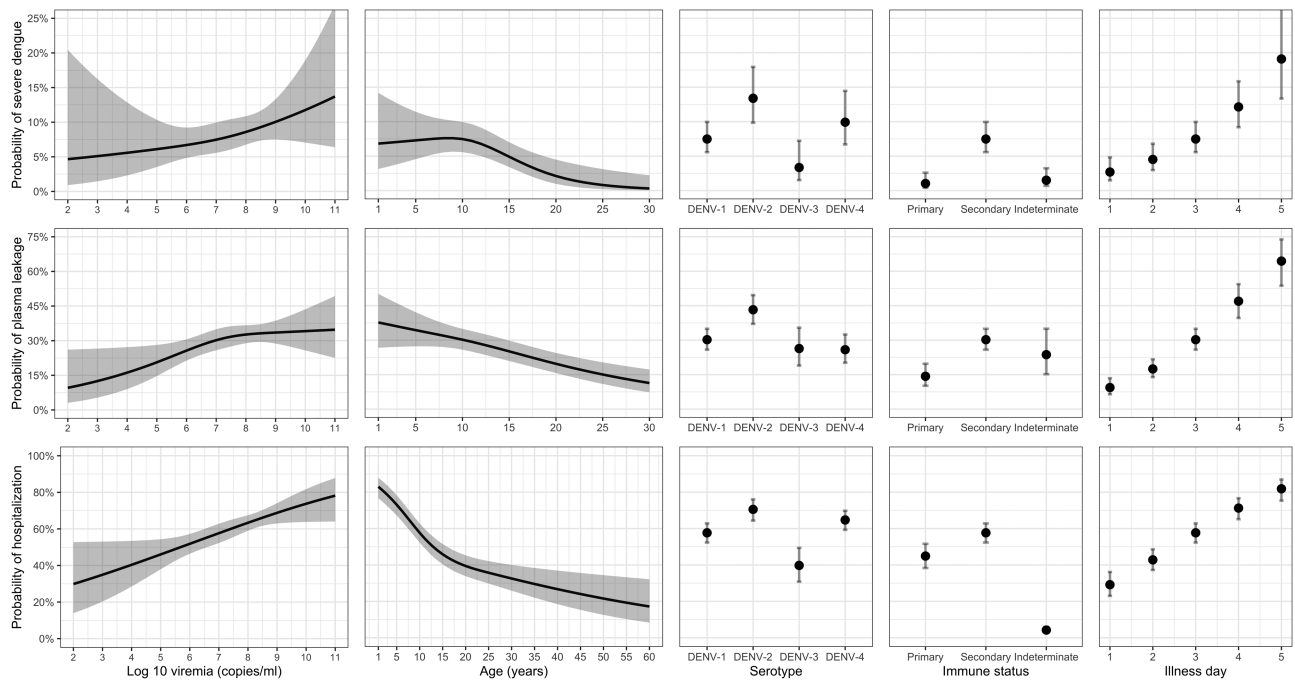 Probability of severe dengue
25%
20%
15%
10%
5%
0%
2 3 4 5 6 7 8 9 10 11
1 5 10 15 20 25 30
DENV-1 DENV-2 DENV-3 DENV-4
Primary Secondary Indeterminate
1 2 3 4 5
Probability of plasma leakage
75%
60%
45%
30%
15%
0%
2 3 4 5 6 7 8 9 10 11
1 5 10 15 20 25 30
DENV-1 DENV-2 DENV-3 DENV-4
Primary Secondary Indeterminate
1 2 3 4 5
Probability of hospitalization
100%
80%
60%
40%
20%
0%
2 3 4 5 6 7 8 9 10 11
1 5 10 15 20 25 30 35 40 45 50 55 60
DENV-1 DENV-2 DENV-3 DENV-4
Primary Secondary Indeterminate
1 2 3 4 5
Log 10 viremia (copies/ml)
Age (years)
Serotype
Immune status
Illness day